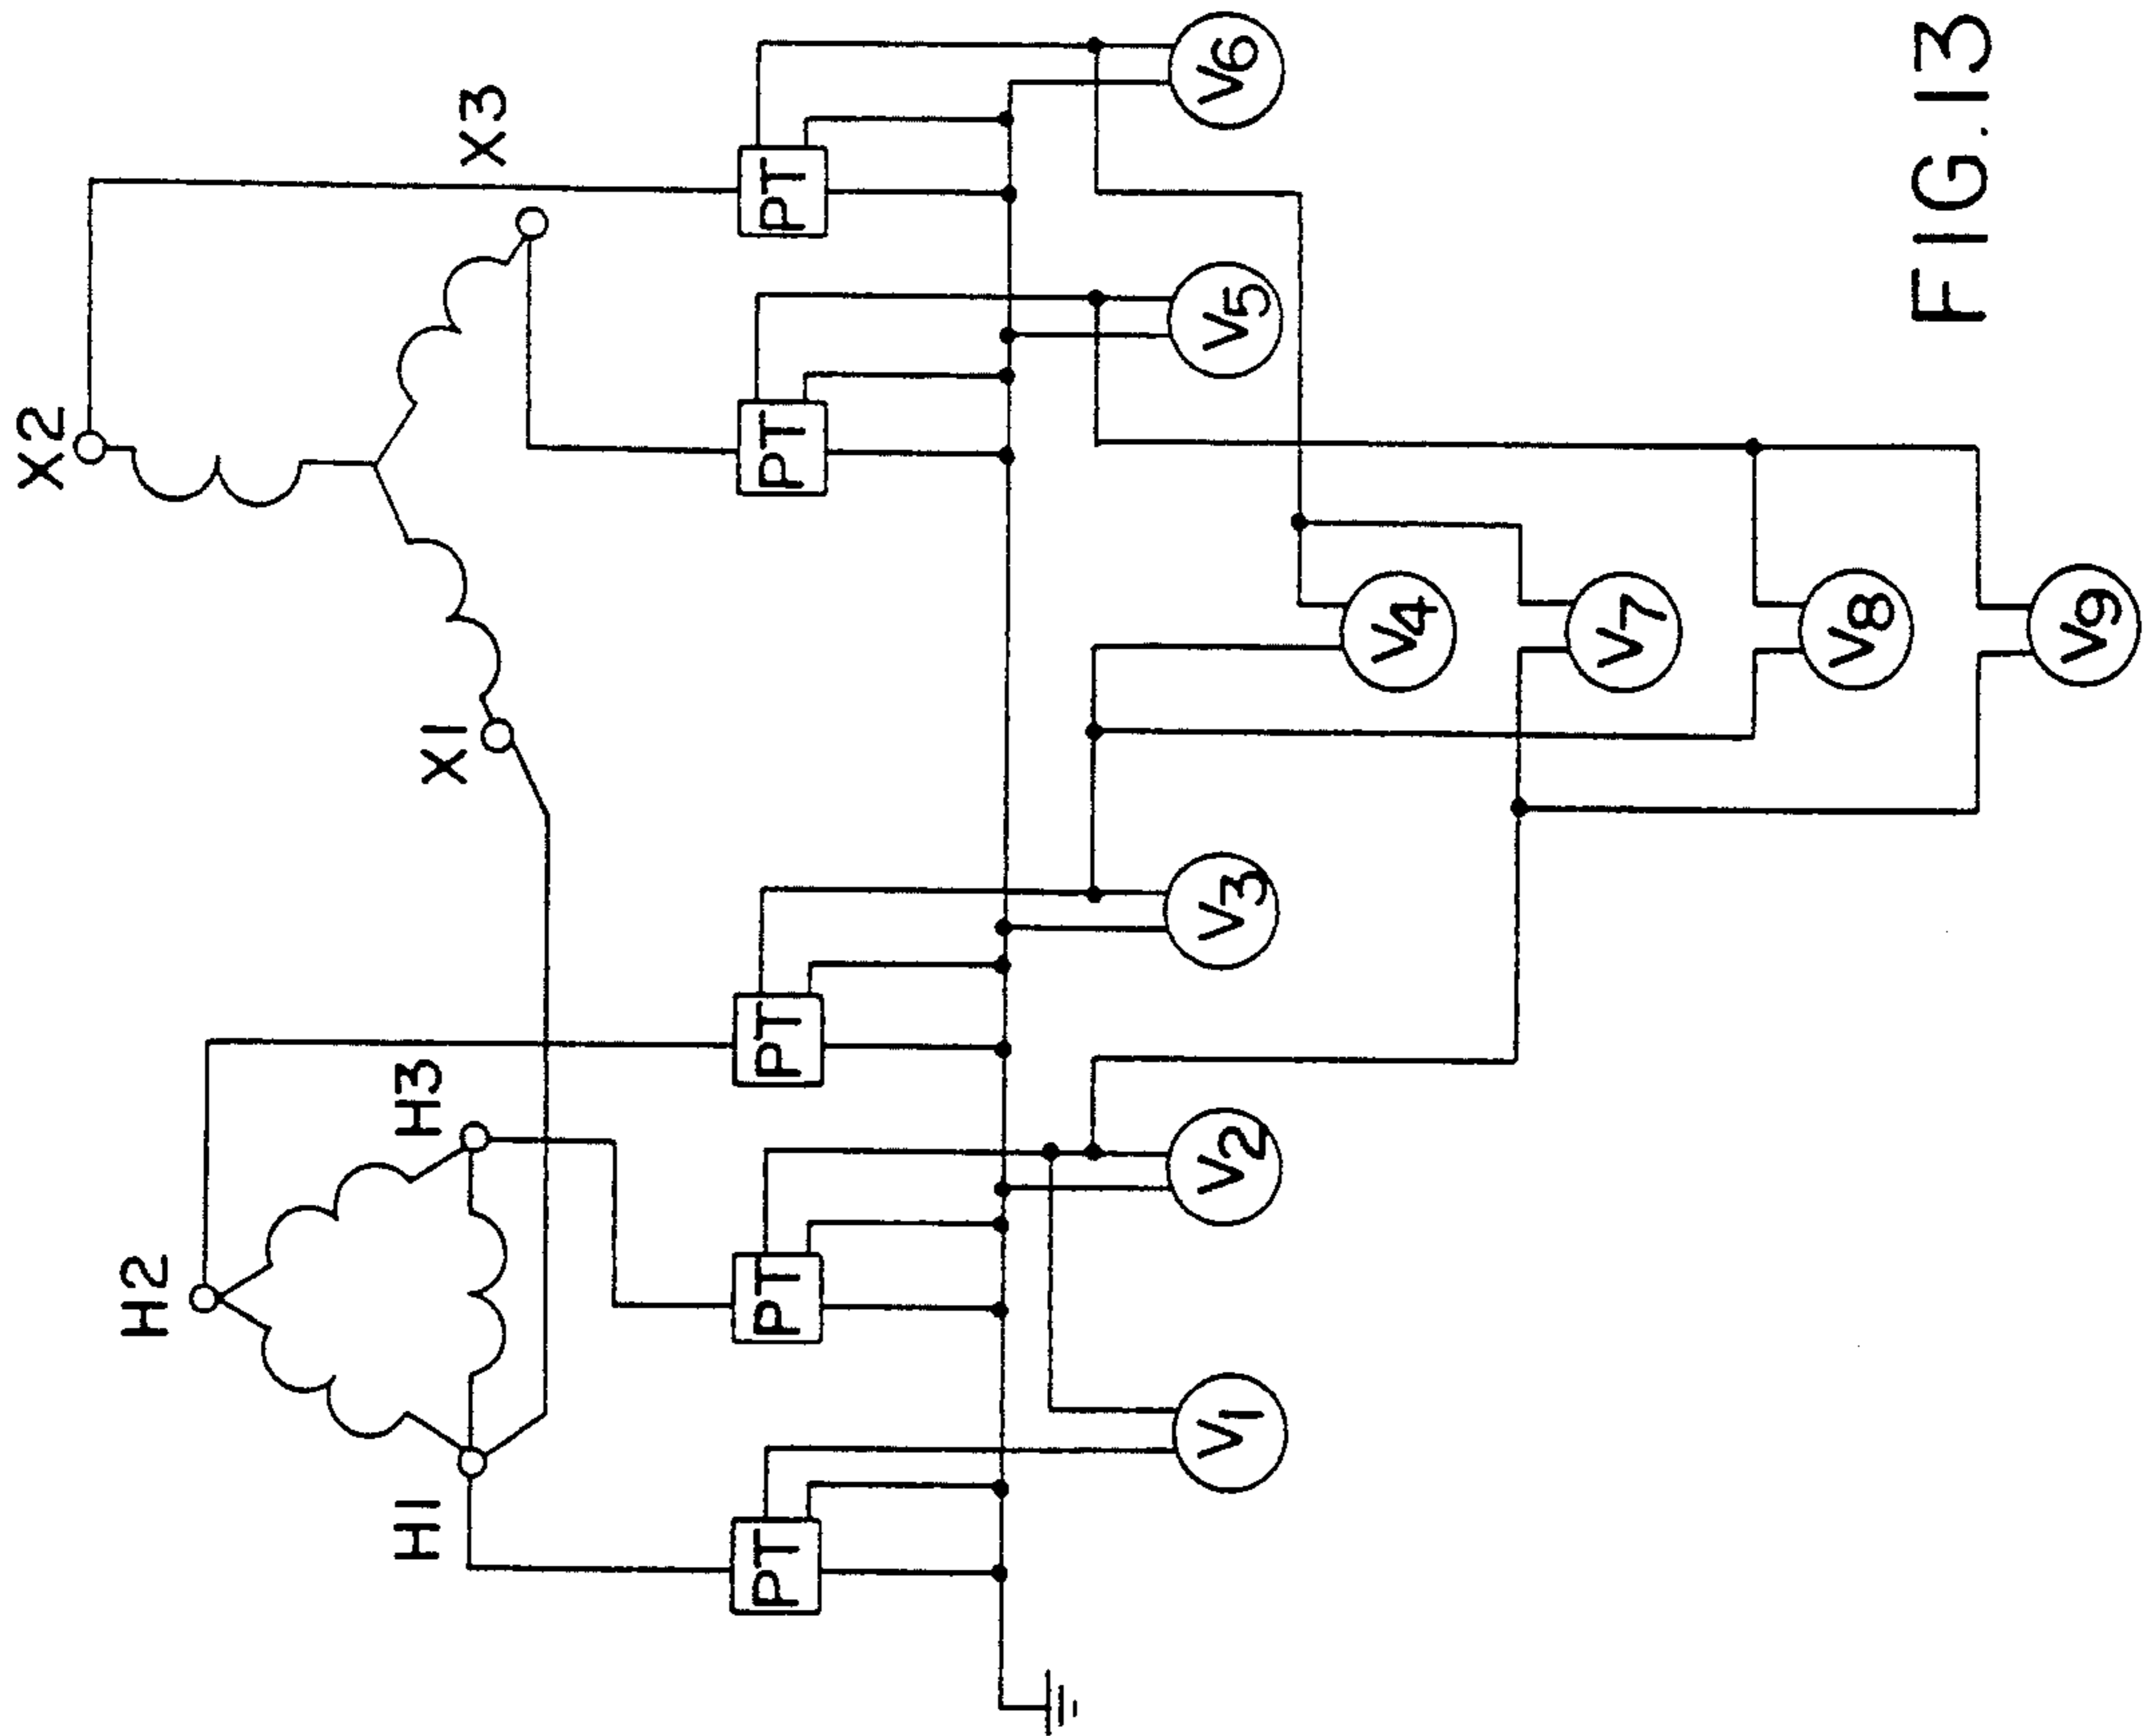 X2
H2
H1 H3
X1 X3
PT PT PT PT PT
V1 V2 V3 V5 V6
V4
V7
V8
V9
FIG.13